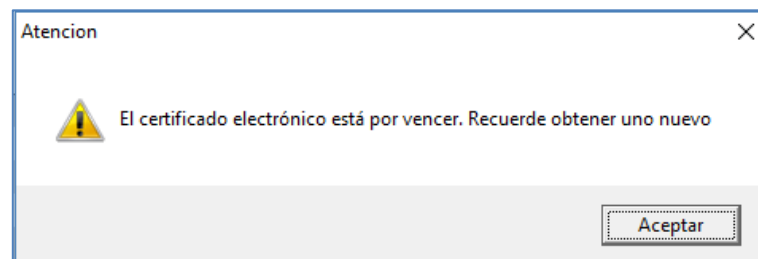 Atencion
El certificado electrónico está por vencer. Recuerde obtener uno nuevo
Aceptar